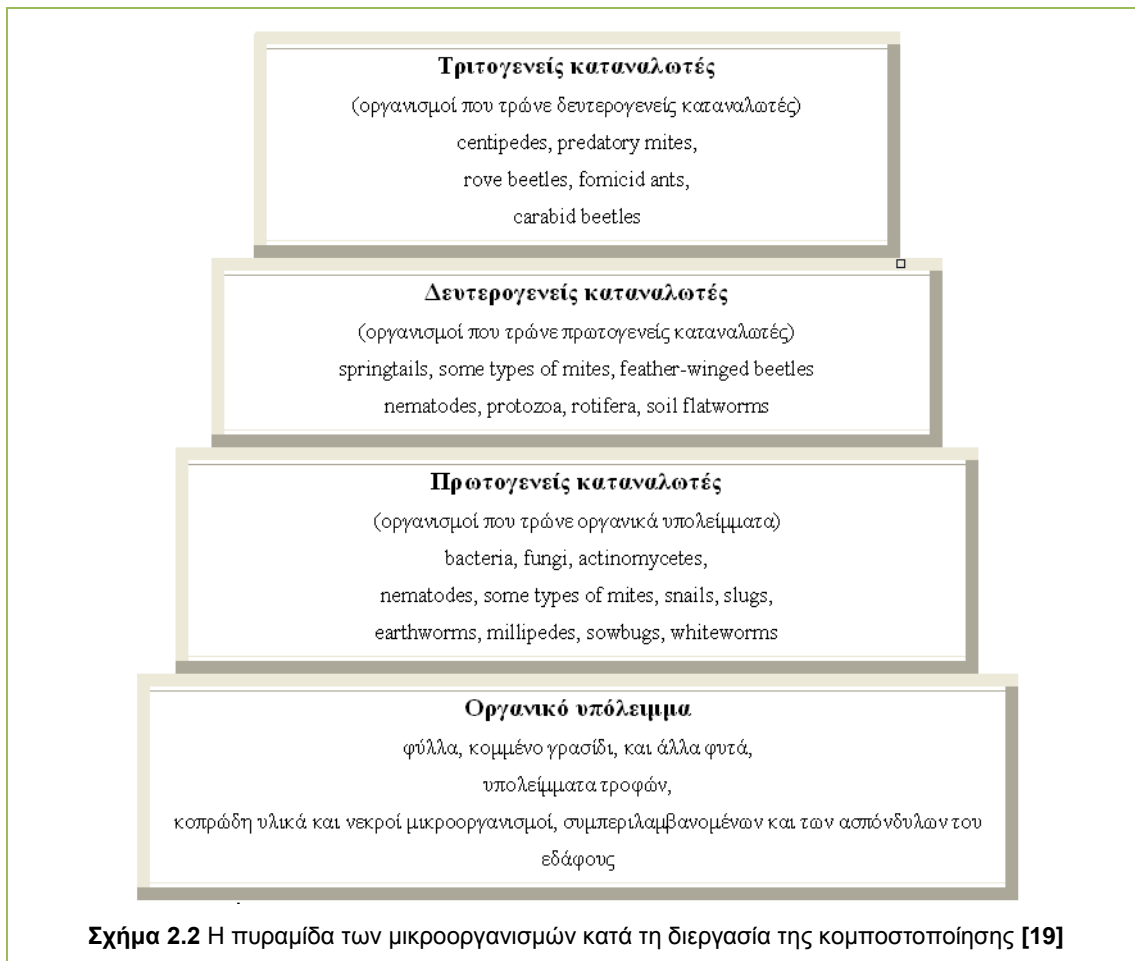 Τριτογενείς καταναλωτές
(οργανισμοί που τρώνε δευτερογενείς καταναλωτές)
centipedes, predatory mites,
rove beetles, fomicid ants,
carabid beetles
Δευτερογενείς καταναλωτές
(οργανισμοί που τρώνε πρωτογενείς καταναλωτές)
springtails, some types of mites, feather-winged beetles
nematodes, protozoa, rotifera, soil flatworms
Πρωτογενείς καταναλωτές
(οργανισμοί που τρώνε οργανικά υπολείμματα)
bacteria, fungi, actinomycetes,
nematodes, some types of mites, snails, slugs,
earthworms, millipedes, sowbugs, whiteworms
Οργανικό υπόλειμμα
φύλλα, κομμένο γρασίδι, και άλλα φυτά,
υπολείμματα τροφών,
κοπρώδη υλικά και νεκροί μικροοργανισμοί, συμπεριλαμβανομένων και των ασπόνδυλων του
εδάφους
Σχήμα 2.2 Η πυραμίδα των μικροοργανισμών κατά τη διεργασία της κομποστοποίησης [19]